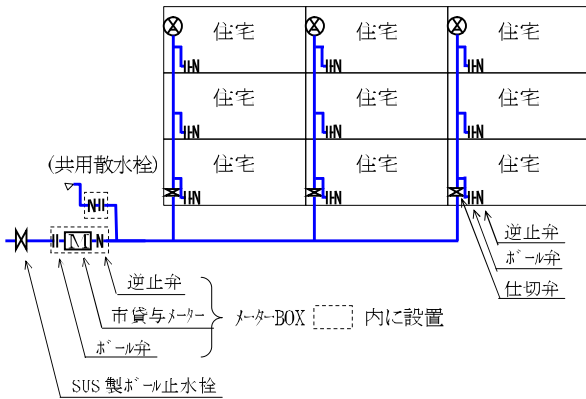 住宅 住宅 住宅
N N N
住宅 住宅 住宅
N N N
住宅 住宅 住宅
N N N
(共用散水栓)
N
M N
逆止弁
ボール弁
仕切弁
逆止弁
市貸与メーター
ボール弁
メーターBOX 内に設置
SUS 製ボール止水栓